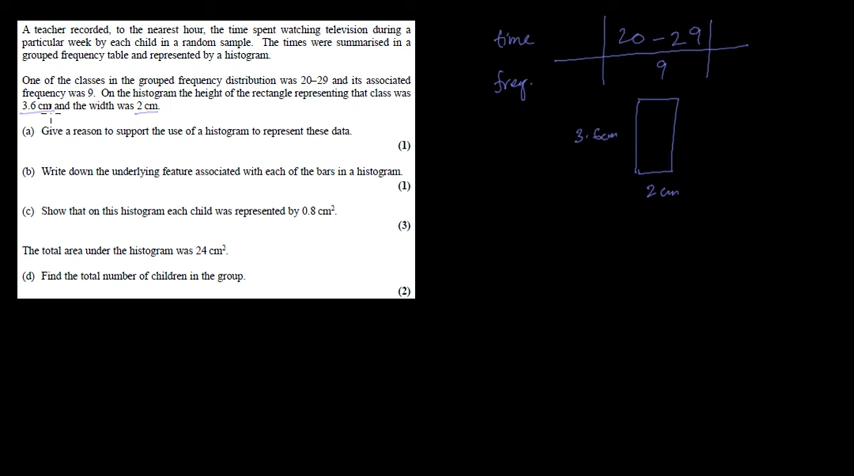 A teacher recorded, to the nearest hour, the time spent watching television during a
particular week by each child in a random sample. The times were summarised in a
grouped frequency table and represented by a histogram.
One of the classes in the grouped frequency distribution was 20–29 and its associated
frequency was 9. On the histogram the height of the rectangle representing that class was
3.6 cm and the width was 2 cm.
(a) Give a reason to support the use of a histogram to represent these data.
(1)
(b) Write down the underlying feature associated with each of the bars in a histogram.
(1)
(c) Show that on this histogram each child was represented by 0.8 cm².
(3)
The total area under the histogram was 24 cm².
(d) Find the total number of children in the group.
(2)
time 20 – 29
freq. 9
3.6cm
2 cm